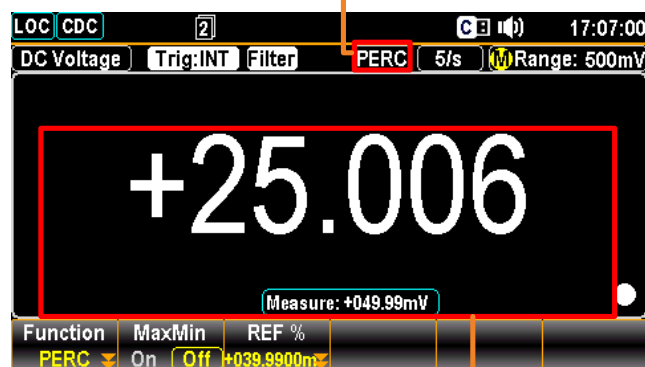 LOC CDC 2 C 17:07:00
DC Voltage Trig:INT Filter PERC 5/s M Range: 500mV
+25.006
Measure: +049.99mV
Function MaxMin REF %
PERC On Off +039.9900m